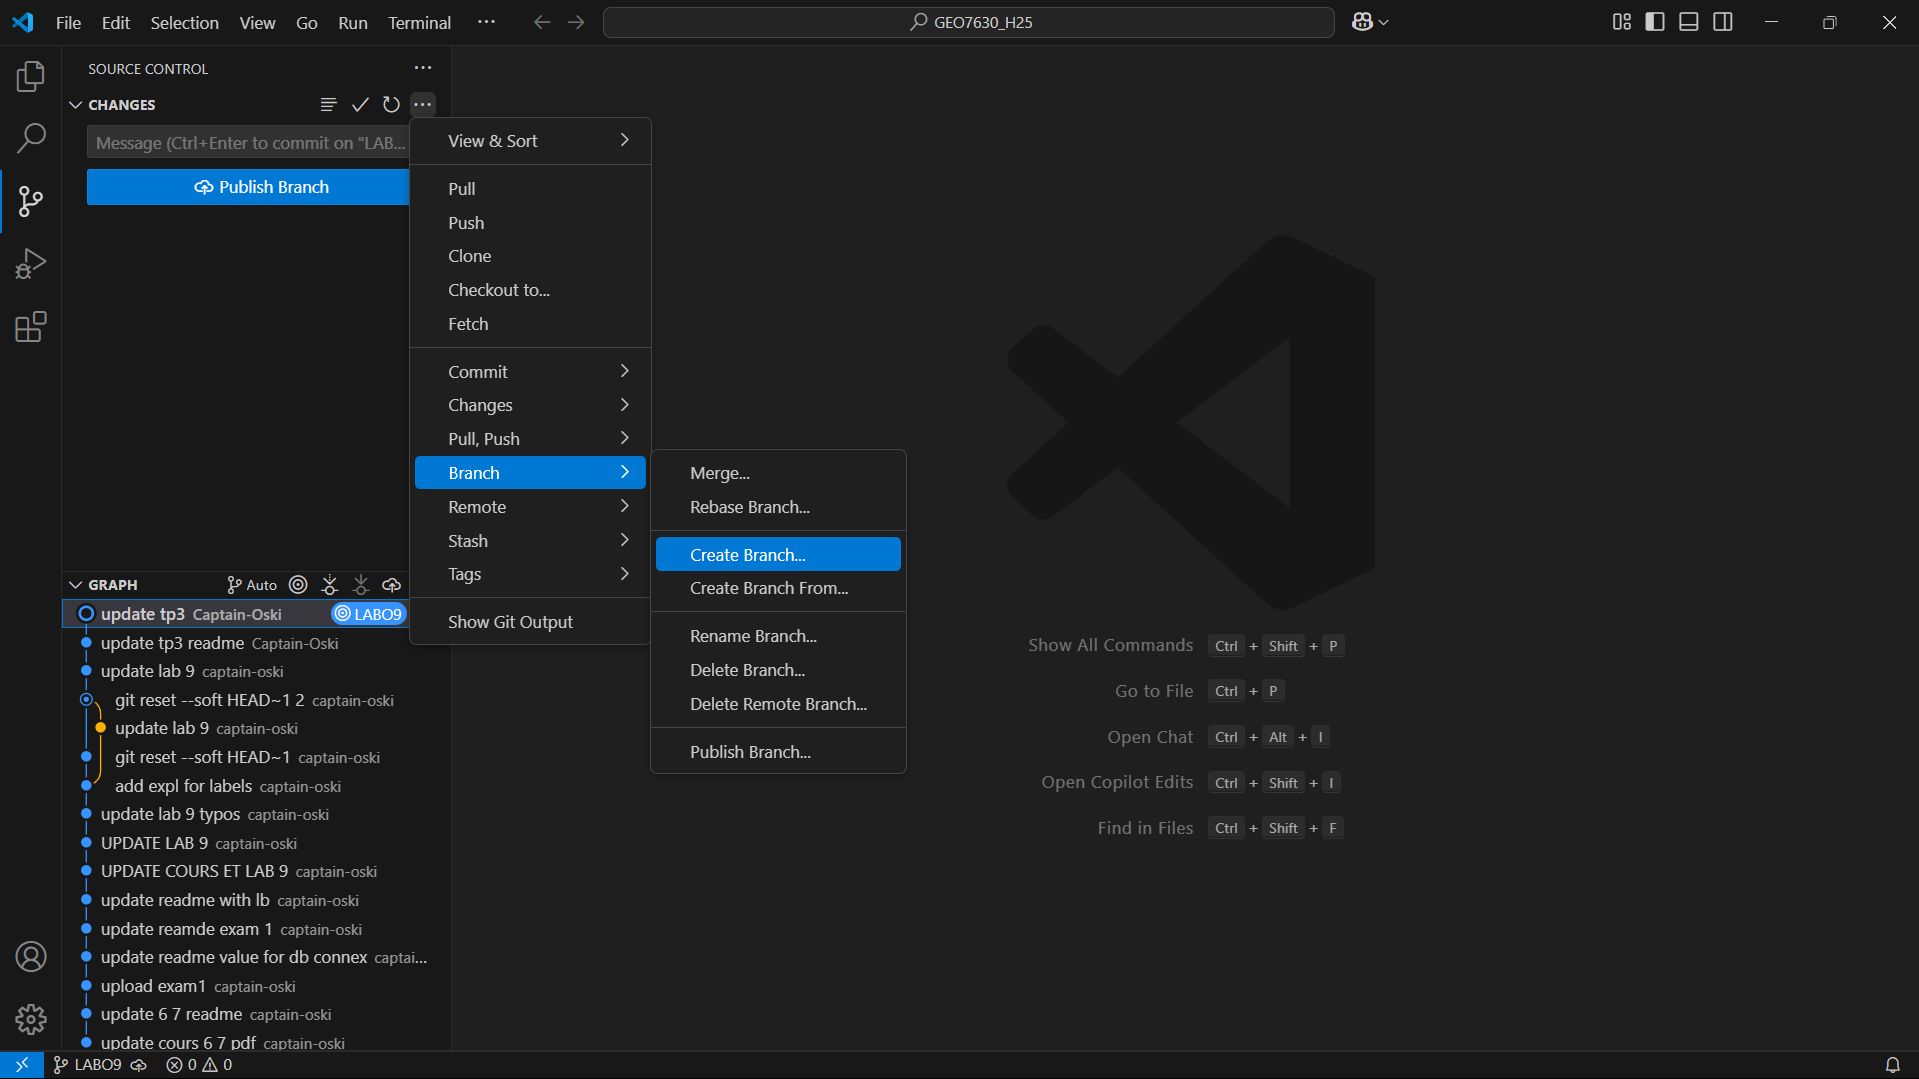 File Edit Selection View Go Run Terminal ··· GEO7630_H25
SOURCE CONTROL ···
CHANGES ···
Message (Ctrl+Enter to commit on "LAB...
Publish Branch
View & Sort
Pull
Push
Clone
Checkout to...
Fetch
Commit
Changes
Pull, Push
Branch
Remote
Stash
Tags
Show Git Output
Merge...
Rebase Branch...
Create Branch...
Create Branch From...
Rename Branch...
Delete Branch...
Delete Remote Branch...
Publish Branch...
GRAPH Auto
update tp3 Captain-Oski LABO9
update tp3 readme Captain-Oski
update lab 9 captain-oski
git reset --soft HEAD~1 2 captain-oski
update lab 9 captain-oski
git reset --soft HEAD~1 captain-oski
add expl for labels captain-oski
update lab 9 typos captain-oski
UPDATE LAB 9 captain-oski
UPDATE COURS ET LAB 9 captain-oski
update readme with lb captain-oski
update reamde exam 1 captain-oski
update readme value for db connex captai...
upload exam1 captain-oski
update 6 7 readme captain-oski
update cours 6 7 pdf captain-oski
Show All Commands Ctrl + Shift + P
Go to File Ctrl + P
Open Chat Ctrl + Alt + I
Open Copilot Edits Ctrl + Shift + I
Find in Files Ctrl + Shift + F
LABO9 0 0